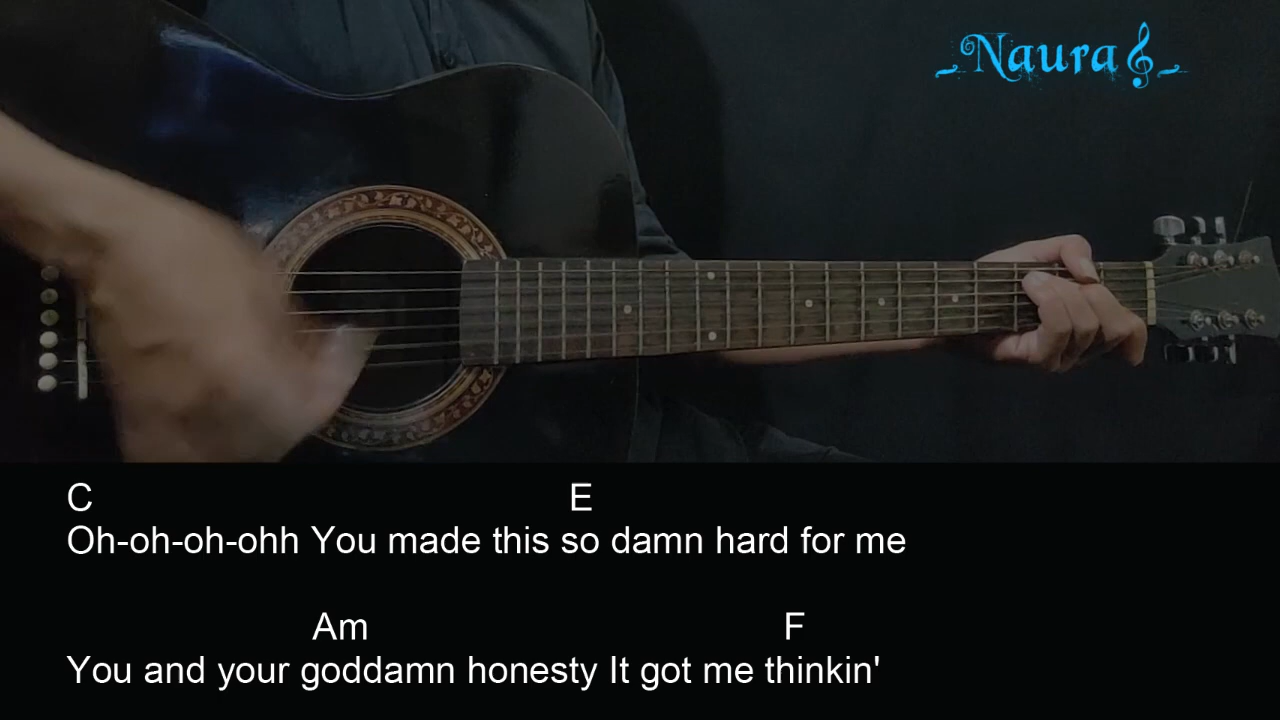 Naura
C E
Oh-oh-oh-ohh You made this so damn hard for me
Am F
You and your goddamn honesty It got me thinkin'